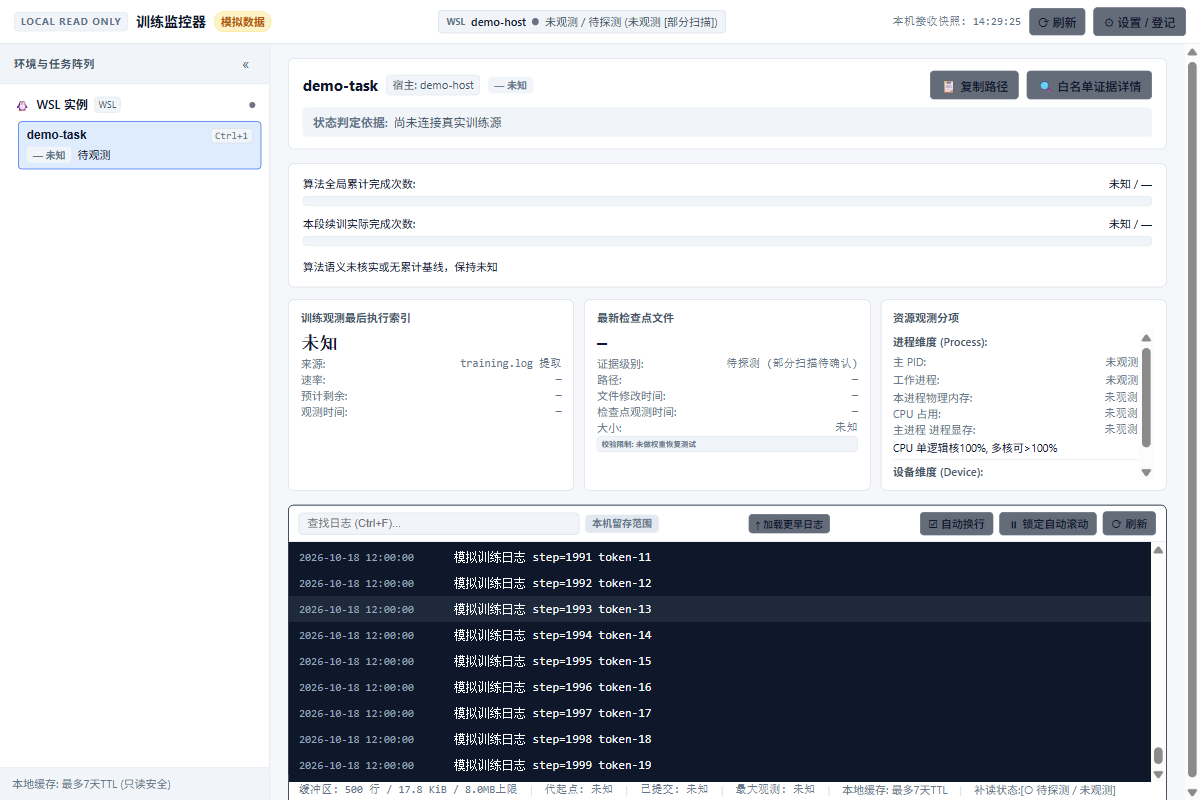 LOCAL READ ONLY 训练监控器 模拟数据 WSL demo-host 未观测 / 待探测 (未观测 [部分扫描]) 本机接收快照: 14:29:25 刷新 设置 / 登记
环境与任务阵列 «
WSL 实例 WSL
demo-task Ctrl+1
— 未知 待观测
本地缓存: 最多7天TTL (只读安全)
demo-task 宿主: demo-host — 未知 复制路径 白名单证据详情
状态判定依据: 尚未连接真实训练源
算法全局累计完成次数: 未知 / —
本段续训实际完成次数: 未知 / —
算法语义未核实或无累计基线，保持未知
训练观测最后执行索引
未知
来源: training.log 提取
速率: —
预计剩余: —
观测时间: —
最新检查点文件
—
证据级别: 待探测 (部分扫描待确认)
路径: —
文件修改时间: —
检查点观测时间: —
大小: 未知
校验限制: 未做权重恢复测试
资源观测分项
进程维度 (Process):
主 PID: 未观测
工作进程: 未观测
本进程物理内存: 未观测
CPU 占用: 未观测
主进程 进程显存: 未观测
CPU 单逻辑核100%, 多核可>100%
设备维度 (Device):
查找日志 (Ctrl+F)... 本机留存范围 ↑ 加载更早日志 自动换行 锁定自动滚动 刷新
2026-10-18 12:00:00 模拟训练日志 step=1991 token-11
2026-10-18 12:00:00 模拟训练日志 step=1992 token-12
2026-10-18 12:00:00 模拟训练日志 step=1993 token-13
2026-10-18 12:00:00 模拟训练日志 step=1994 token-14
2026-10-18 12:00:00 模拟训练日志 step=1995 token-15
2026-10-18 12:00:00 模拟训练日志 step=1996 token-16
2026-10-18 12:00:00 模拟训练日志 step=1997 token-17
2026-10-18 12:00:00 模拟训练日志 step=1998 token-18
2026-10-18 12:00:00 模拟训练日志 step=1999 token-19
缓冲区: 500 行 / 17.8 KiB / 8.0MB上限 | 代起点: 未知 | 已提交: 未知 | 最大观测: 未知 | 本地缓存: 最多7天TTL | 补读状态:[○ 待探测 / 未观测]